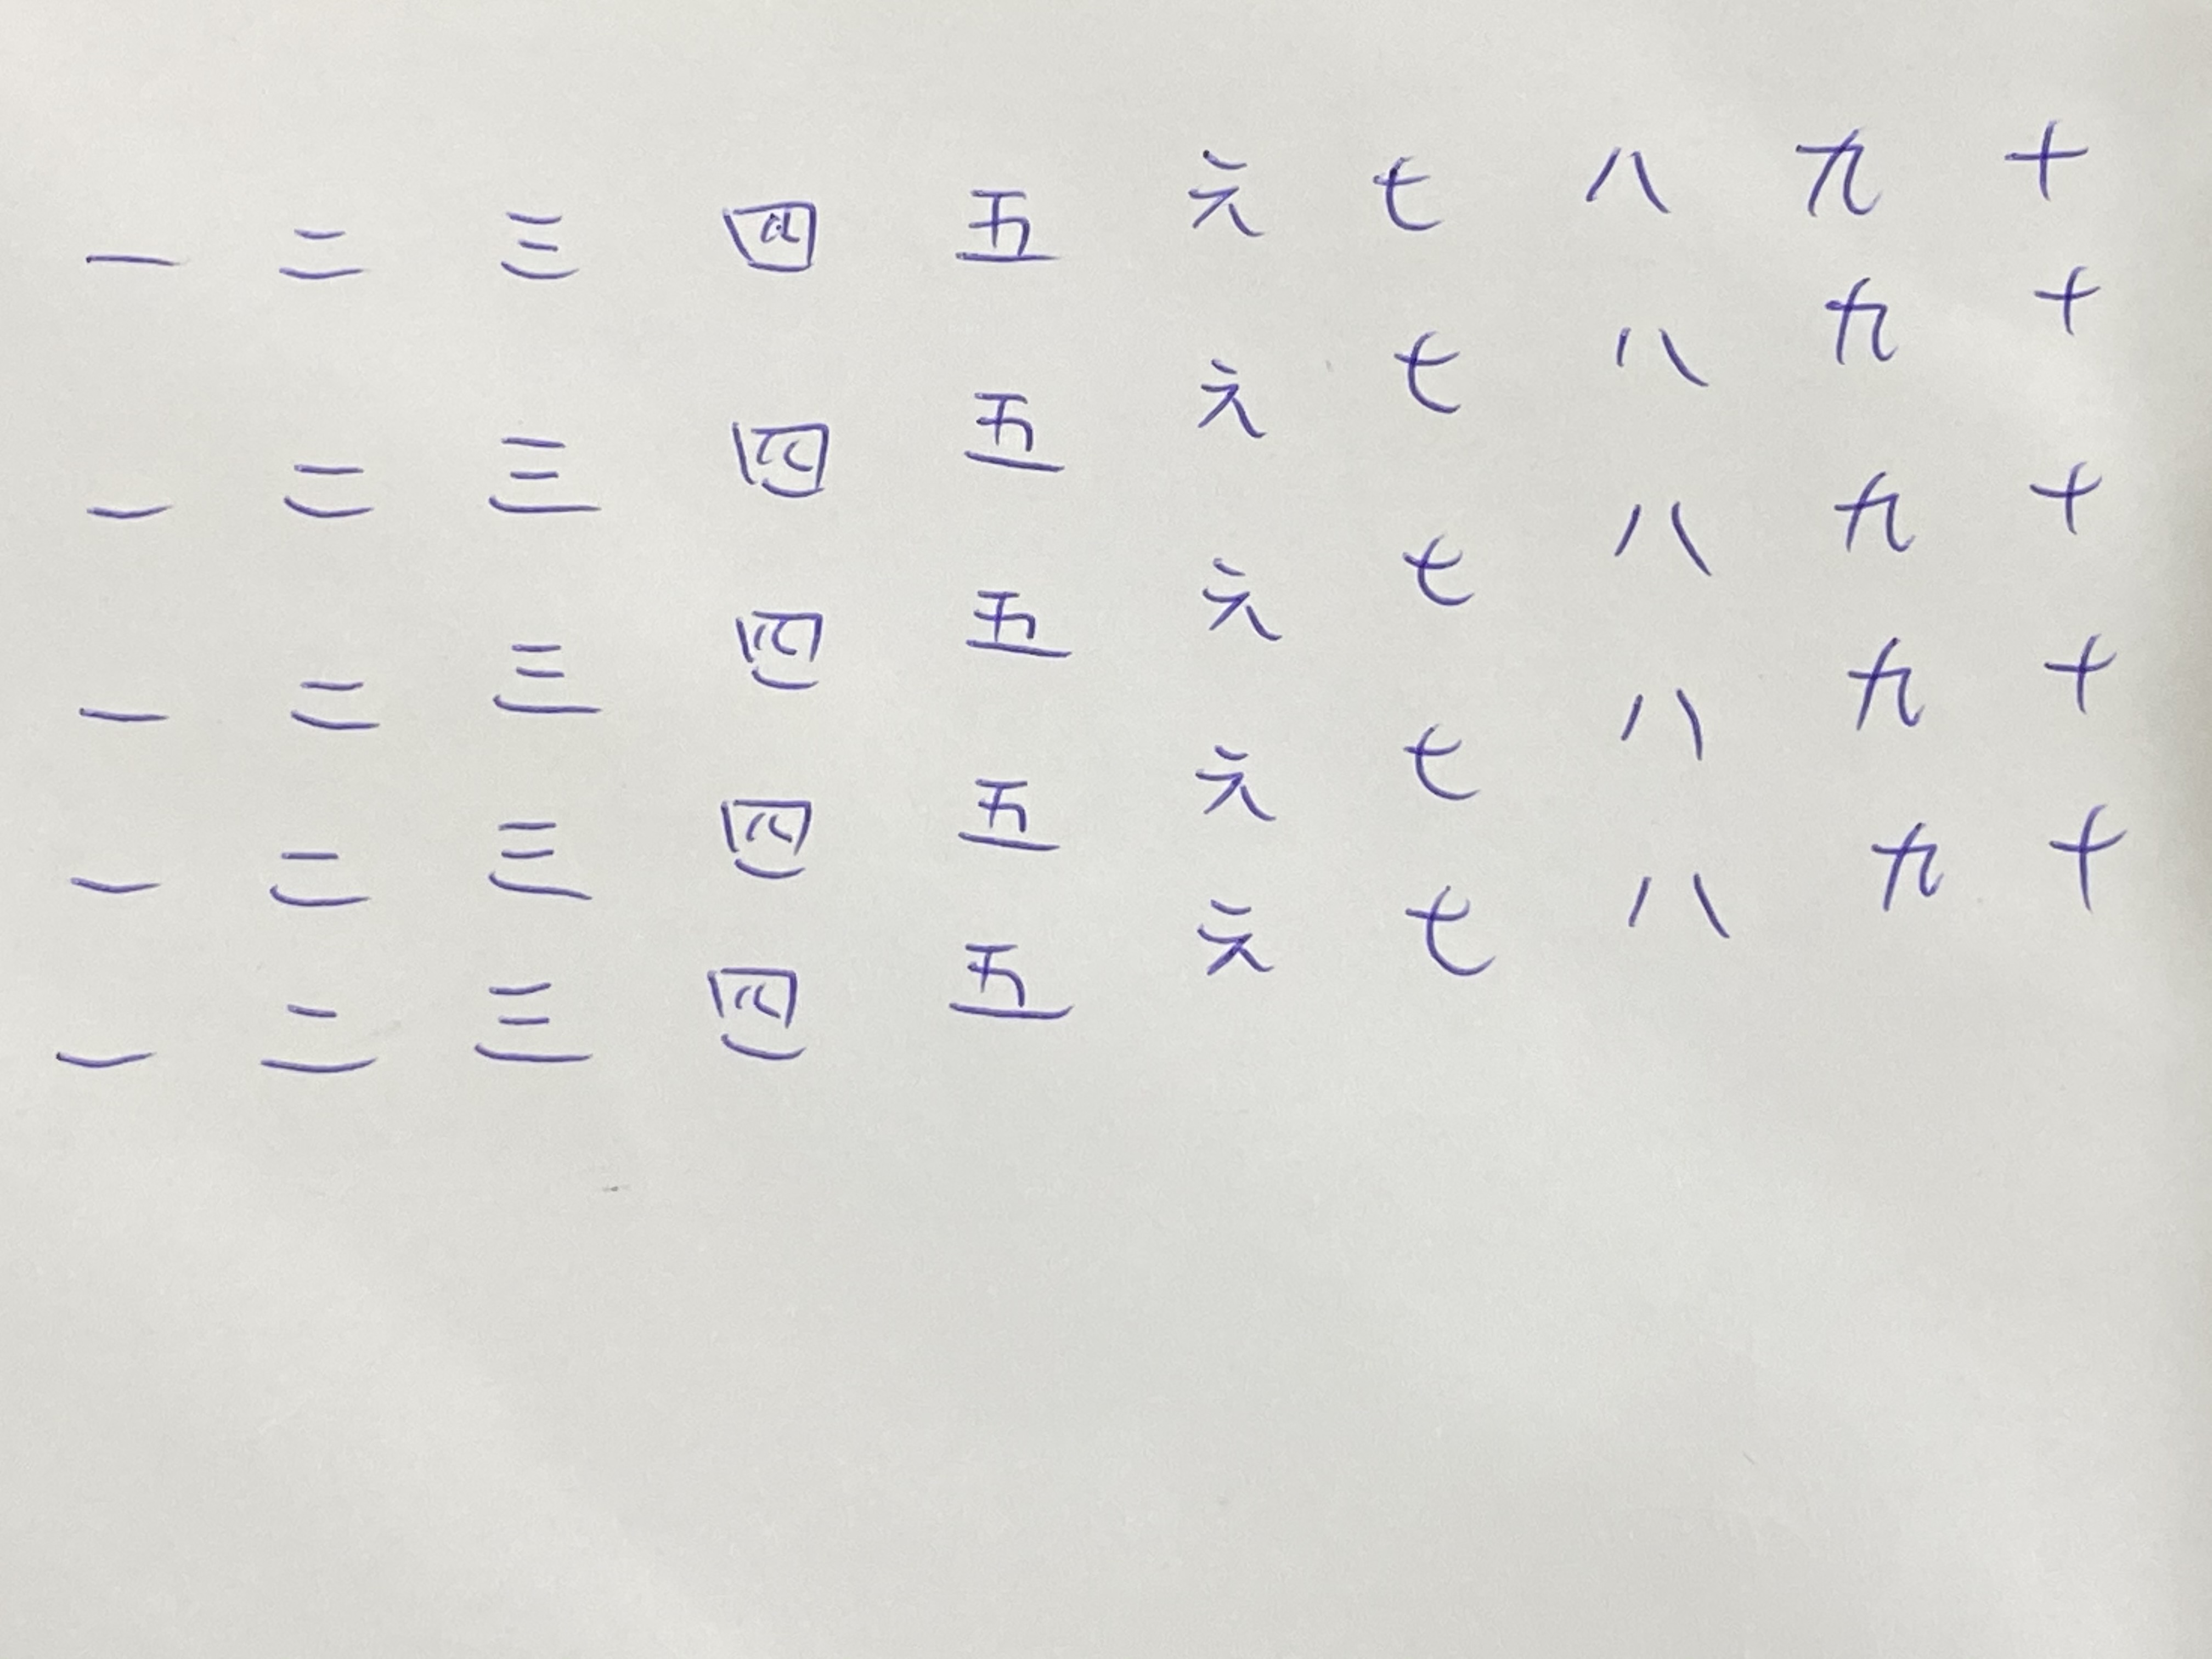 一 二 三 四 五 六 七 八 九 十
一 二 三 四 五 六 七 八 九 十
一 二 三 四 五 六 七 八 九 十
一 二 三 四 五 六 七 八 九 十
一 二 三 四 五 六 七 八 九 十